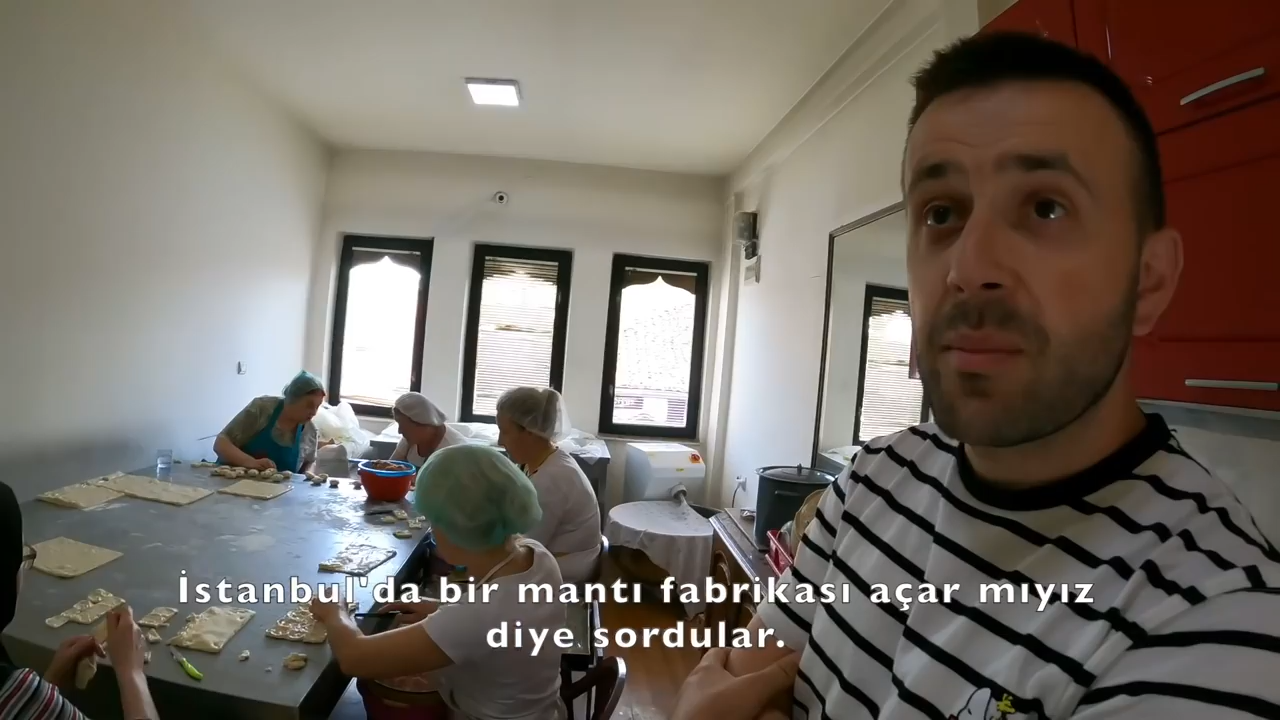 İstanbul'da bir mantı fabrikası açar mıyız
diye sordular.